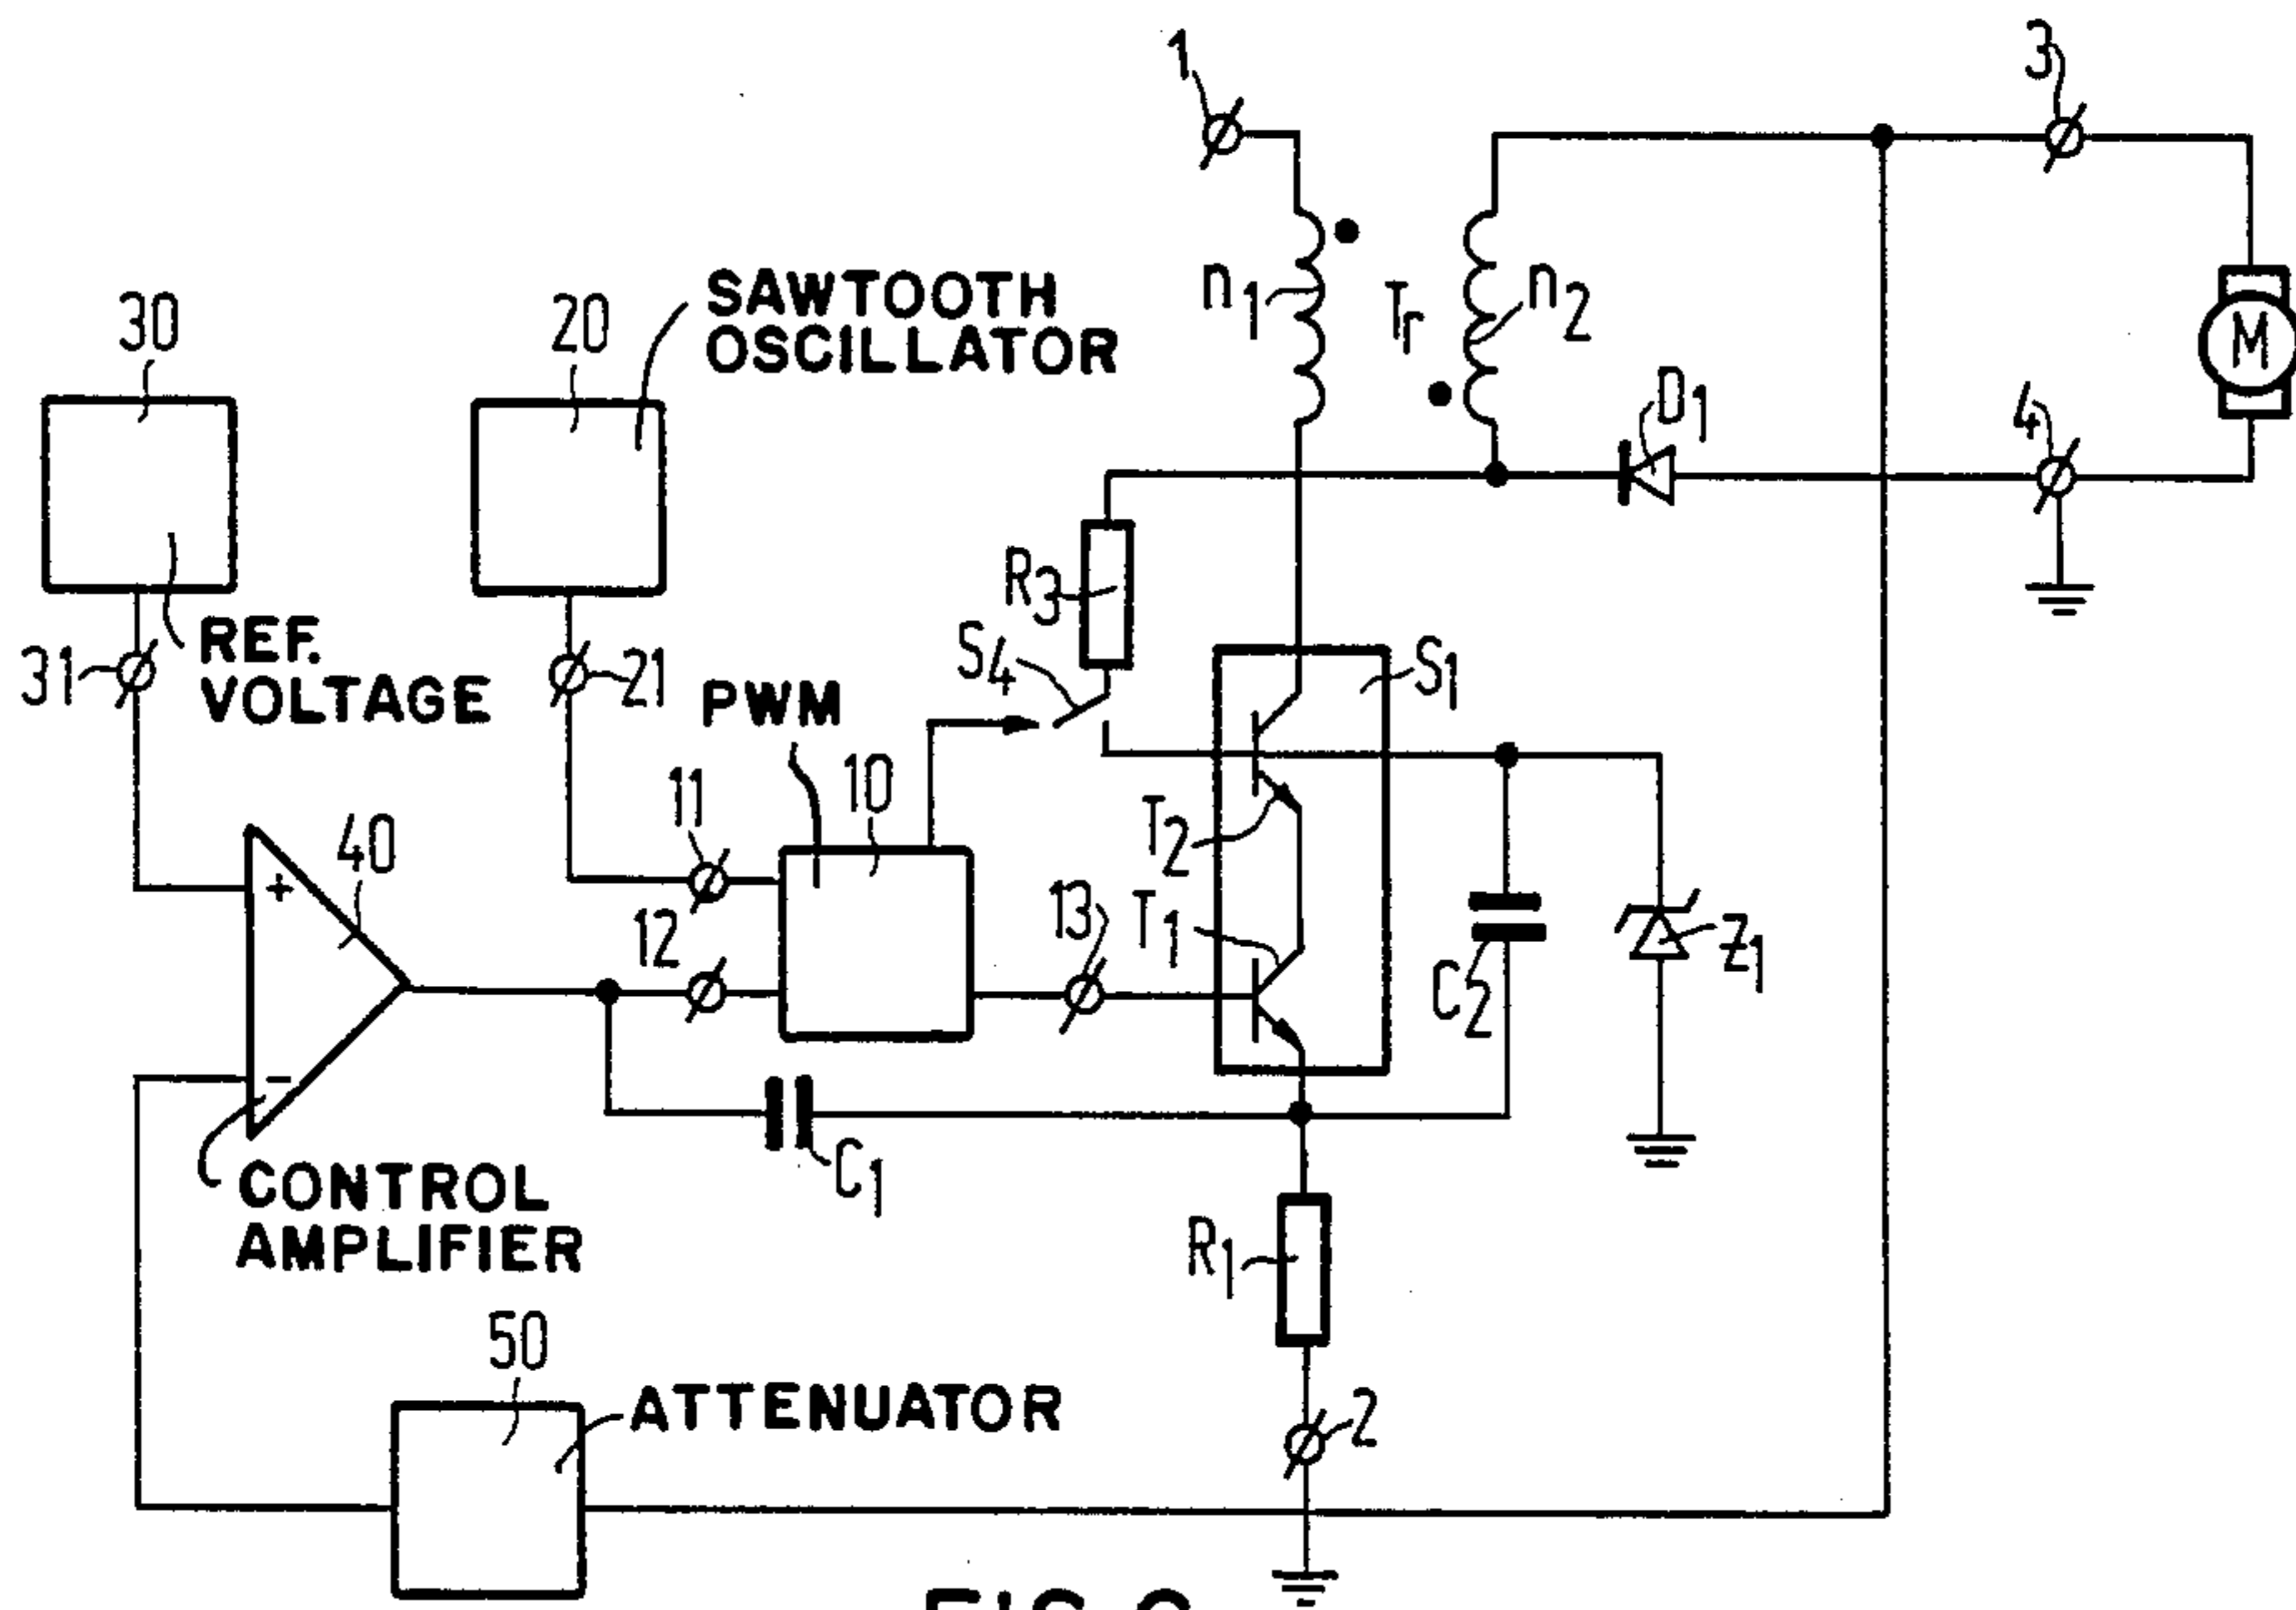 1
3
SAWTOOTH
OSCILLATOR
n1
Tr
n2
M
30
20
D1
4
R3
REF.
VOLTAGE
31
21
S4
S1
PWM
11
10
T2
40
+
12
13
T1
C2
Z1
-
C1
CONTROL
AMPLIFIER
R1
50
ATTENUATOR
2